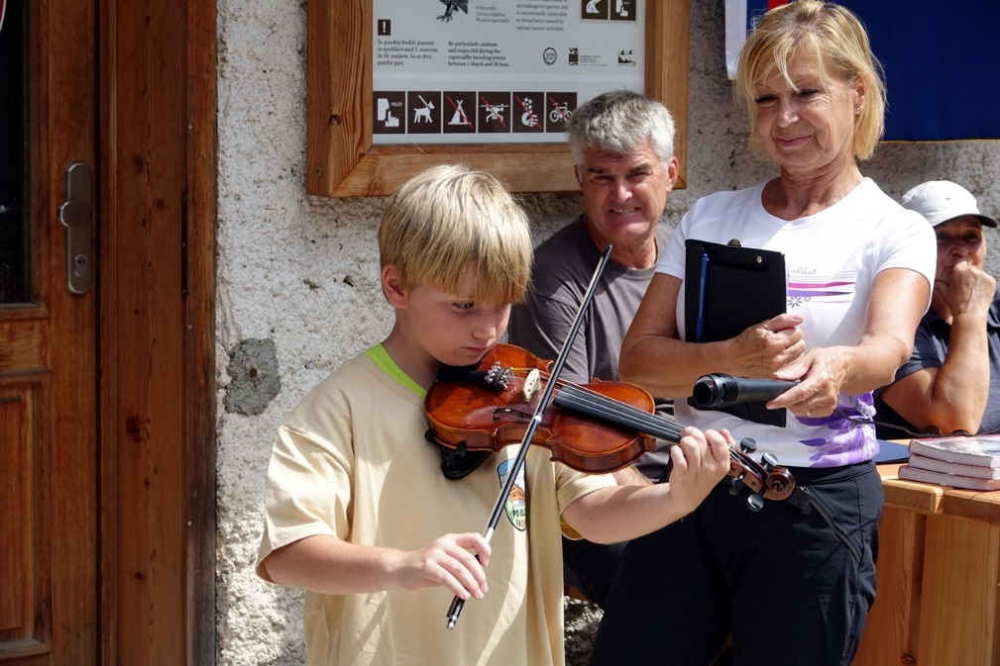 Divji petelin
(Tetrao urogallus)
Western capercaillie
an endangered species and
is exceptionally vulnerable
to disturbance caused by
various human activities.
!
Še posebej bodite pozorni
in spoštljivi med 1. marcem
in 30. junijem, ko se divji
petelin pari.
Be particularly cautious
and respectful during the
capercaillie breeding season
between 1 March and 30 June.
PSSST
PD